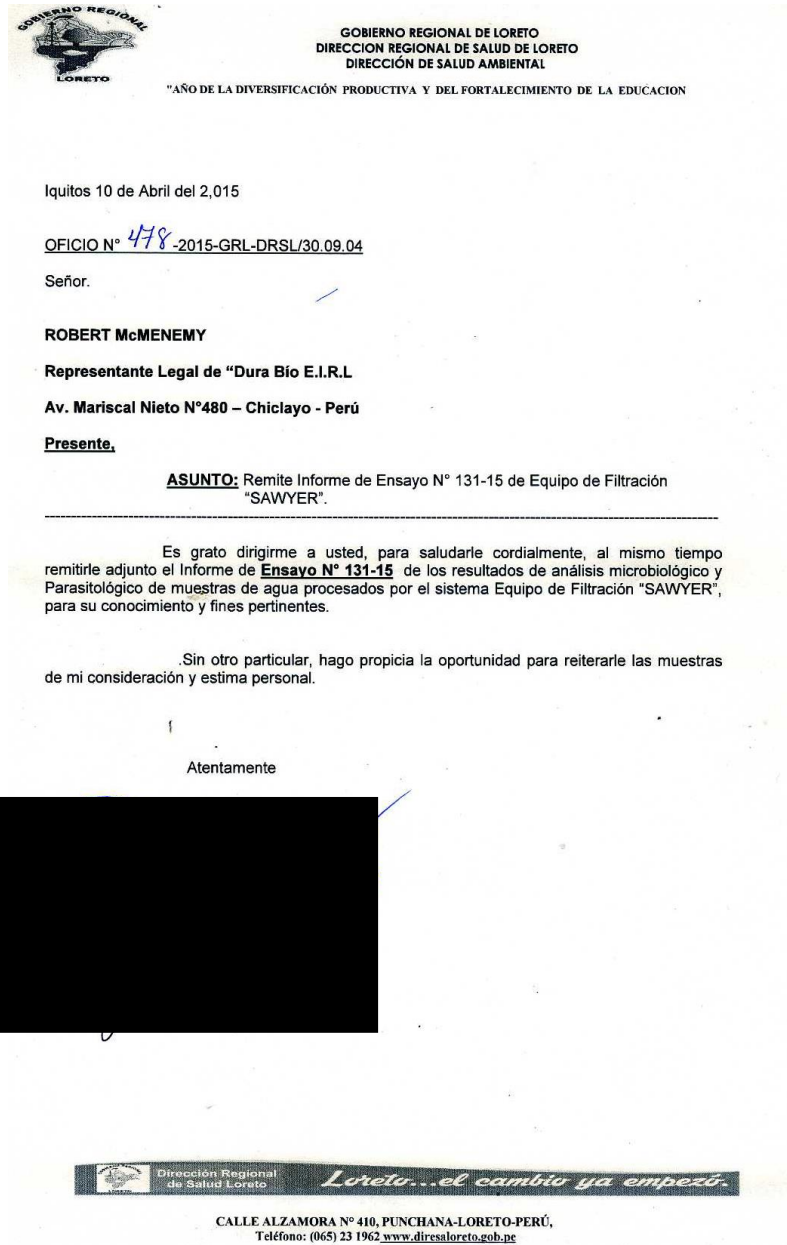 GOBIERNO REGIONAL
LORETO
GOBIERNO REGIONAL DE LORETO
DIRECCION REGIONAL DE SALUD DE LORETO
DIRECCIÓN DE SALUD AMBIENTAL
"AÑO DE LA DIVERSIFICACIÓN PRODUCTIVA Y DEL FORTALECIMIENTO DE LA EDUCACION
Iquitos 10 de Abril del 2,015
OFICIO N° 478-2015-GRL-DRSL/30.09.04
Señor.
ROBERT McMENEMY
Representante Legal de “Dura Bío E.I.R.L
Av. Mariscal Nieto N°480 – Chiclayo - Perú
Presente,
ASUNTO: Remite Informe de Ensayo N° 131-15 de Equipo de Filtración
“SAWYER”.
Es grato dirigirme a usted, para saludarle cordialmente, al mismo tiempo
remitirle adjunto el Informe de Ensayo N° 131-15 de los resultados de análisis microbiológico y
Parasitológico de muestras de agua procesados por el sistema Equipo de Filtración “SAWYER”,
para su conocimiento y fines pertinentes.
.Sin otro particular, hago propicia la oportunidad para reiterarle las muestras
de mi consideración y estima personal.
Atentamente
Dirección Regional
de Salud Loreto
Loreto...el cambio ya empezó.
LORETO
CALLE ALZAMORA Nº 410, PUNCHANA-LORETO-PERÚ,
Teléfono: (065) 23 1962 www.diresaloreto.gob.pe